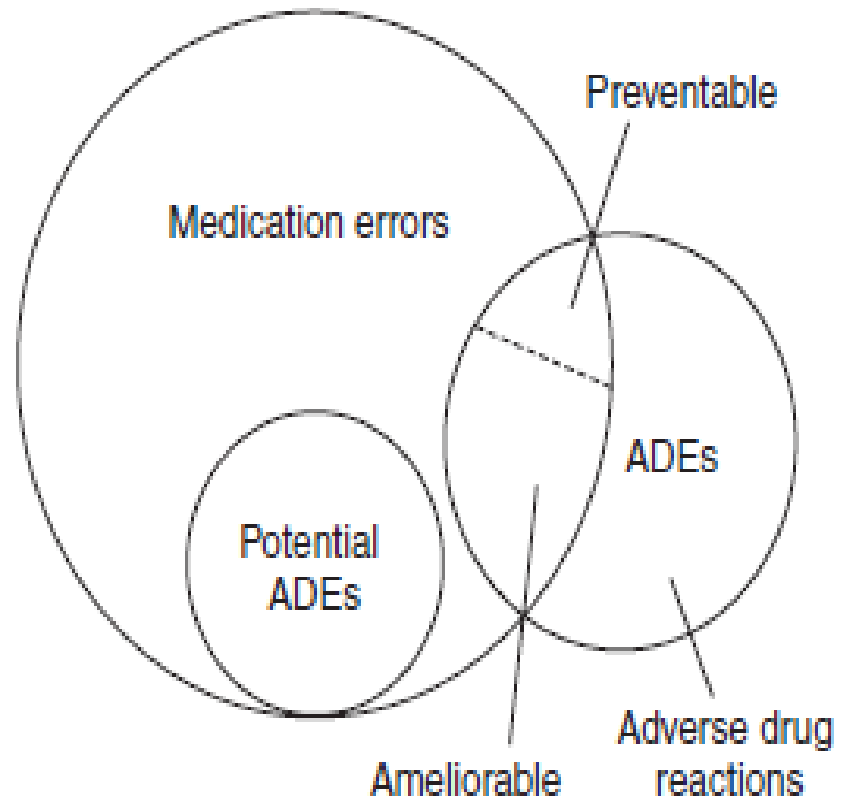 Preventable
Medication errors
ADEs
Potential
ADEs
Adverse drug
reactions
Ameliorable